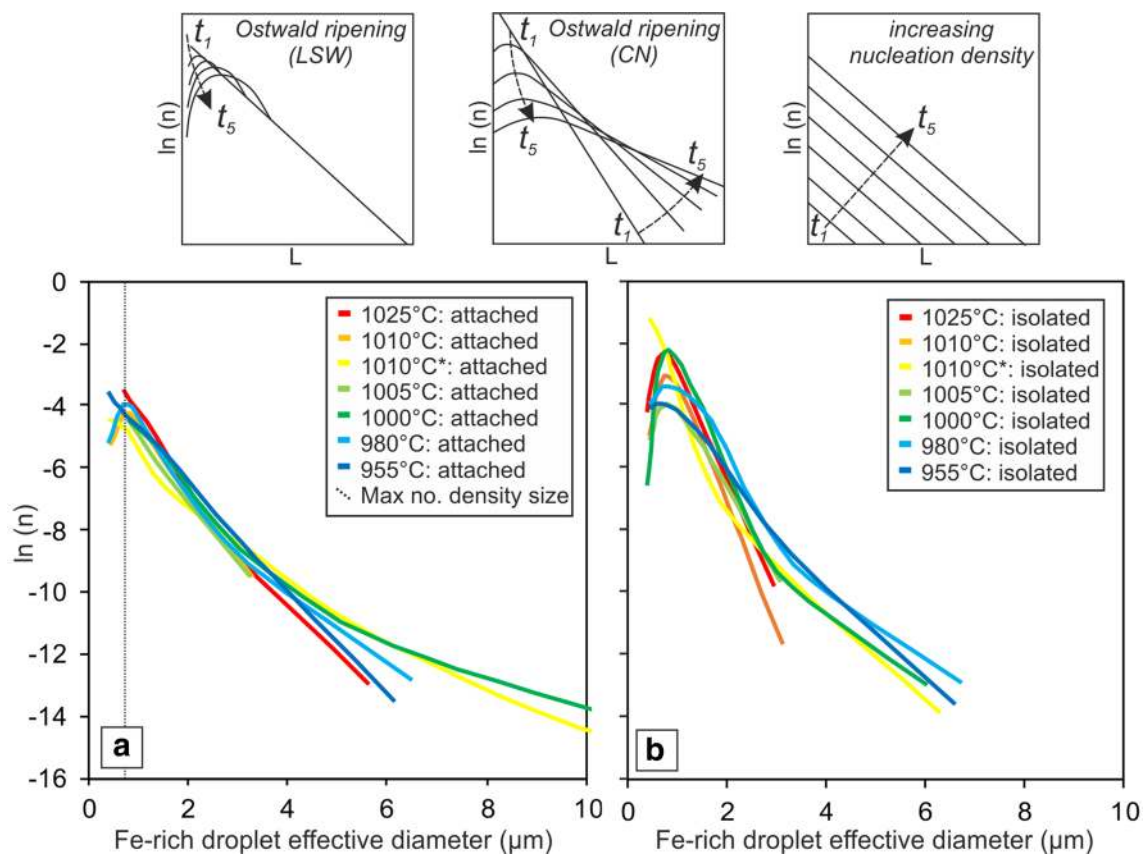 Ostwald ripening
(LSW)
t1
t5
ln (n)
L
Ostwald ripening
(CN)
t1
t5
t5
t1
ln (n)
L
increasing
nucleation density
t5
t1
ln (n)
L
0
-2
-4
-6
-8
-10
-12
-14
-16
ln (n)
1025°C: attached
1010°C: attached
1010°C*: attached
1005°C: attached
1000°C: attached
980°C: attached
955°C: attached
Max no. density size
a
0 2 4 6 8 10
Fe-rich droplet effective diameter (µm)
1025°C: isolated
1010°C: isolated
1010°C*: isolated
1005°C: isolated
1000°C: isolated
980°C: isolated
955°C: isolated
b
0 2 4 6 8 10
Fe-rich droplet effective diameter (µm)